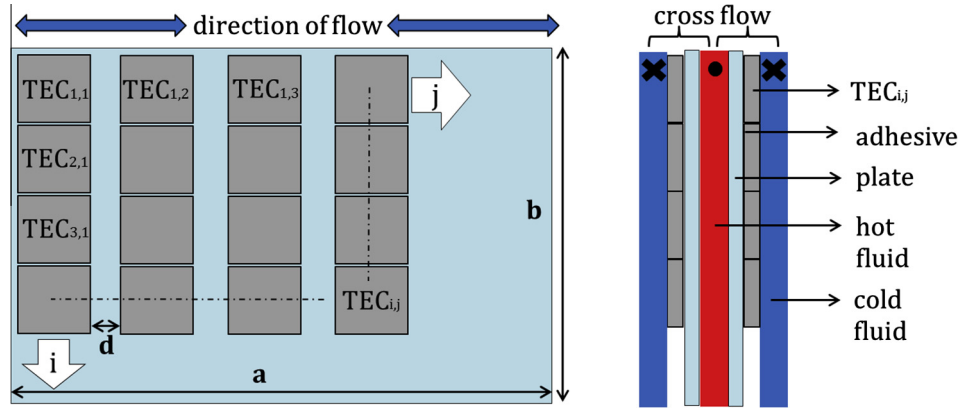 direction of flow
TEC1,1 TEC1,2 TEC1,3
j
TEC2,1
TEC3,1
b
TECi,j
d
i
a
cross flow
TECi,j
adhesive
plate
hot
fluid
cold
fluid